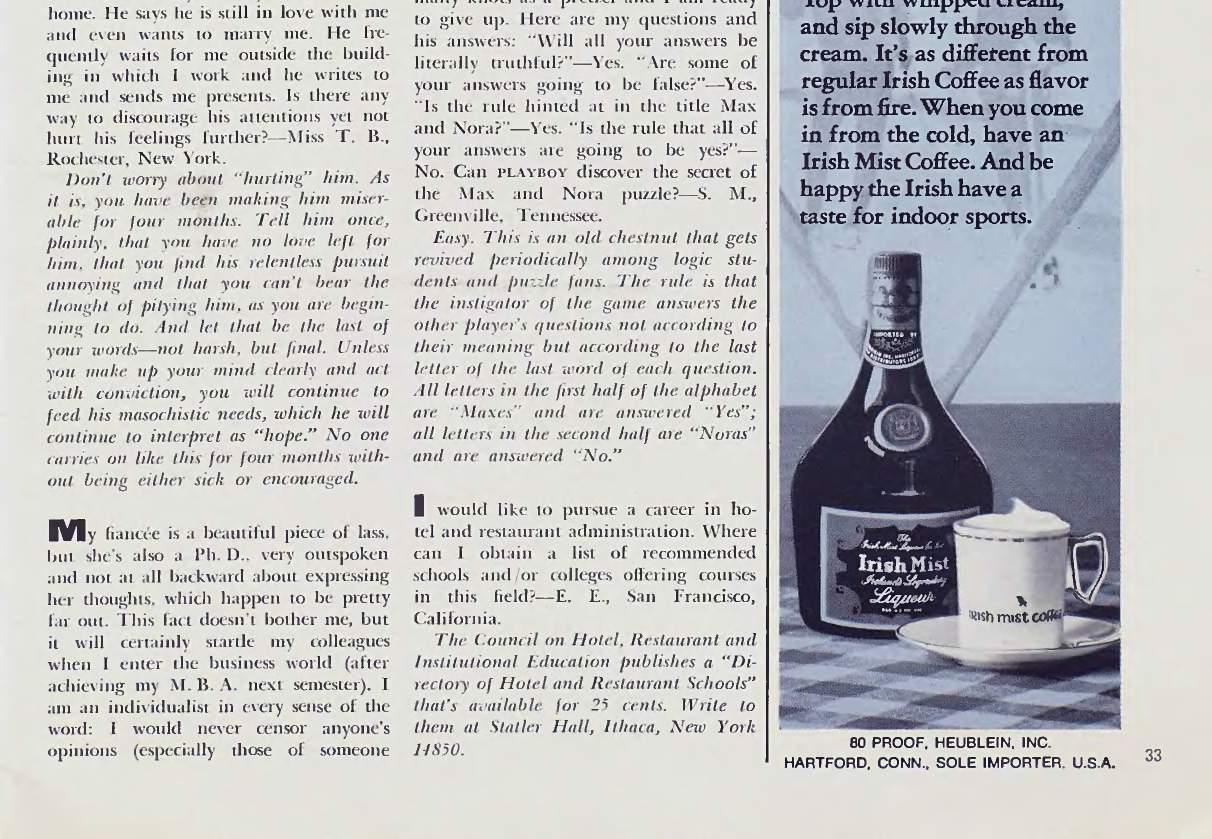 home. He says he is still in love with me
and even wants to marry me. He fre-
quently waits for me outside the build-
ing in which I work and he writes to
me and sends me presents. Is there any
way to discourage his attentions yet not
hurt his feelings further?—Miss T. B.,
Rochester, New York.
Don't worry about "hurting" him. As
it is, you have been making him miser-
able for four months. Tell him once,
plainly, that you have no love left for
him, that you find his relentless pursuit
annoying and that you can't bear the
thought of pitying him, as you are begin-
ning to do. And let that be the last of
your words—not harsh, but final. Unless
you make up your mind clearly and act
with conviction, you will continue to
feed his masochistic needs, which he will
continue to interpret as "hope." No one
carries on like this for four months with-
out being either sick or encouraged.
My fiancée is a beautiful piece of lass,
but she's also a Ph. D., very outspoken
and not at all backward about expressing
her thoughts, which happen to be pretty
far out. This fact doesn't bother me, but
it will certainly startle my colleagues
when I enter the business world (after
achieving my M. B. A. next semester). I
am an individualist in every sense of the
word: I would never censor anyone's
opinions (especially those of someone
many knots as a pretzel and I am ready
to give up. Here are my questions and
his answers: "Will all your answers be
literally truthful?"—Yes. "Are some of
your answers going to be false?"—Yes.
"Is the rule hinted at in the title Max
and Nora?"—Yes. "Is the rule that all of
your answers are going to be yes?"—
No. Can PLAYBOY discover the secret of
the Max and Nora puzzle?—S. M.,
Greenville, Tennessee.
Easy. This is an old chestnut that gets
revived periodically among logic stu-
dents and puzzle fans. The rule is that
the instigator of the game answers the
other player's questions not according to
their meaning but according to the last
letter of the last word of each question.
All letters in the first half of the alphabet
are "Maxes" and are answered "Yes";
all letters in the second half are "Noras"
and are answered "No."
I would like to pursue a career in ho-
tel and restaurant administration. Where
can I obtain a list of recommended
schools and/or colleges offering courses
in this field?—E. E., San Francisco,
California.
The Council on Hotel, Restaurant and
Institutional Education publishes a "Di-
rectory of Hotel and Restaurant Schools"
that's available for 25 cents. Write to
them at Statler Hall, Ithaca, New York
14850.
Top with whipped cream,
and sip slowly through the
cream. It's as different from
regular Irish Coffee as flavor
is from fire. When you come
in from the cold, have an
Irish Mist Coffee. And be
happy the Irish have a
taste for indoor sports.
IMPORTED BY
The
Irish Mist
Ireland's Legendary
Liqueur
irish mist coffee
80 PROOF, HEUBLEIN, INC.
HARTFORD, CONN., SOLE IMPORTER, U.S.A.
33